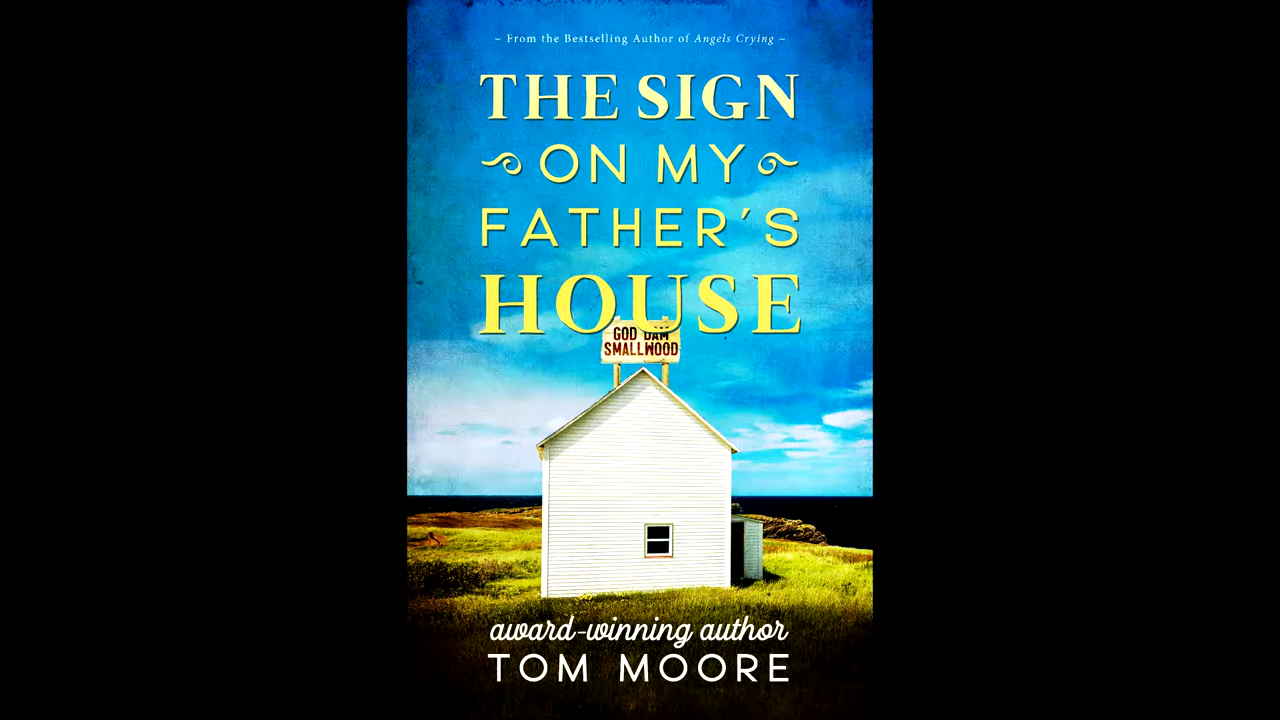 ~ From the Bestselling Author of Angels Crying ~
THE SIGN
ON MY
FATHER'S
HOUSE
GOD DAM
SMALLWOOD
award-winning author
TOM MOORE